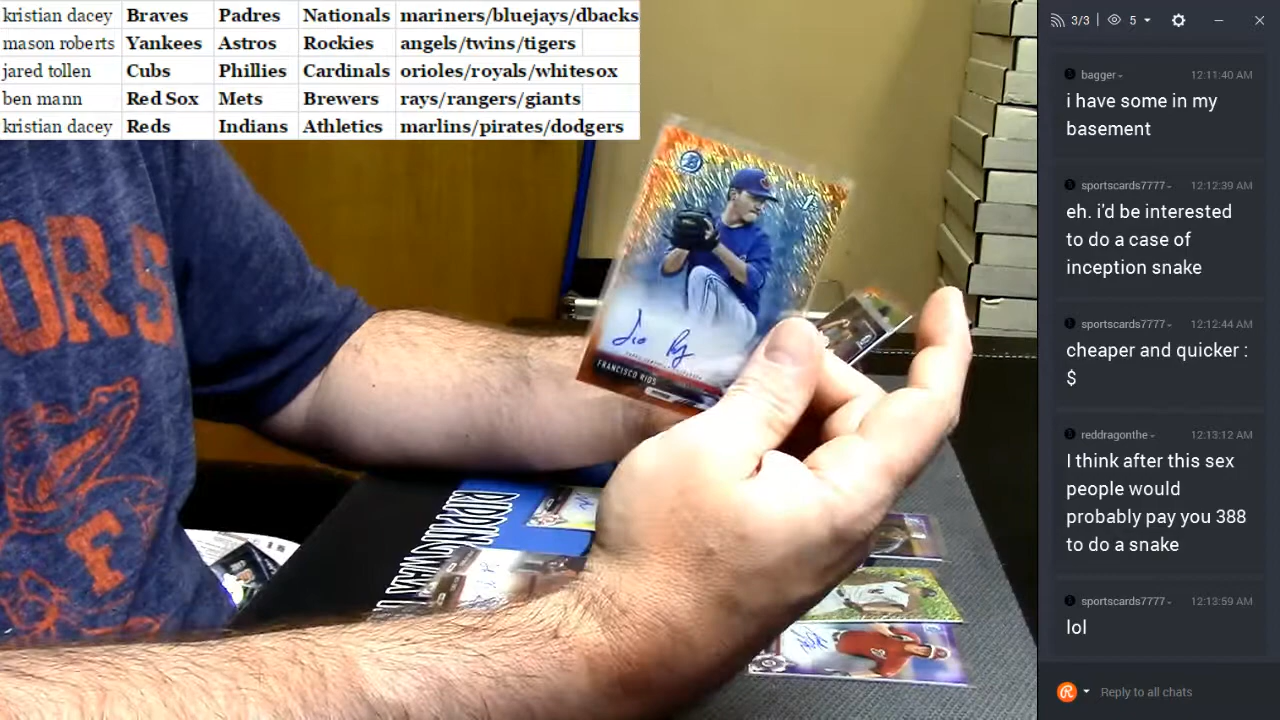 kristian dacey Braves Padres Nationals mariners/bluejays/dbacks
mason roberts Yankees Astros Rockies angels/twins/tigers
jared tollen Cubs Phillies Cardinals orioles/royals/whitesox
ben mann Red Sox Mets Brewers rays/rangers/giants
kristian dacey Reds Indians Athletics marlins/pirates/dodgers
ORS
F
FRANCISCO RIOS
RIPPING
3/3 5
bagger 12:11:40 AM
i have some in my
basement
sportscards7777 12:12:39 AM
eh. i'd be interested
to do a case of
inception snake
sportscards7777 12:12:44 AM
cheaper and quicker :
$
reddragonthe 12:13:12 AM
I think after this sex
people would
probably pay you 388
to do a snake
sportscards7777 12:13:59 AM
lol
Reply to all chats